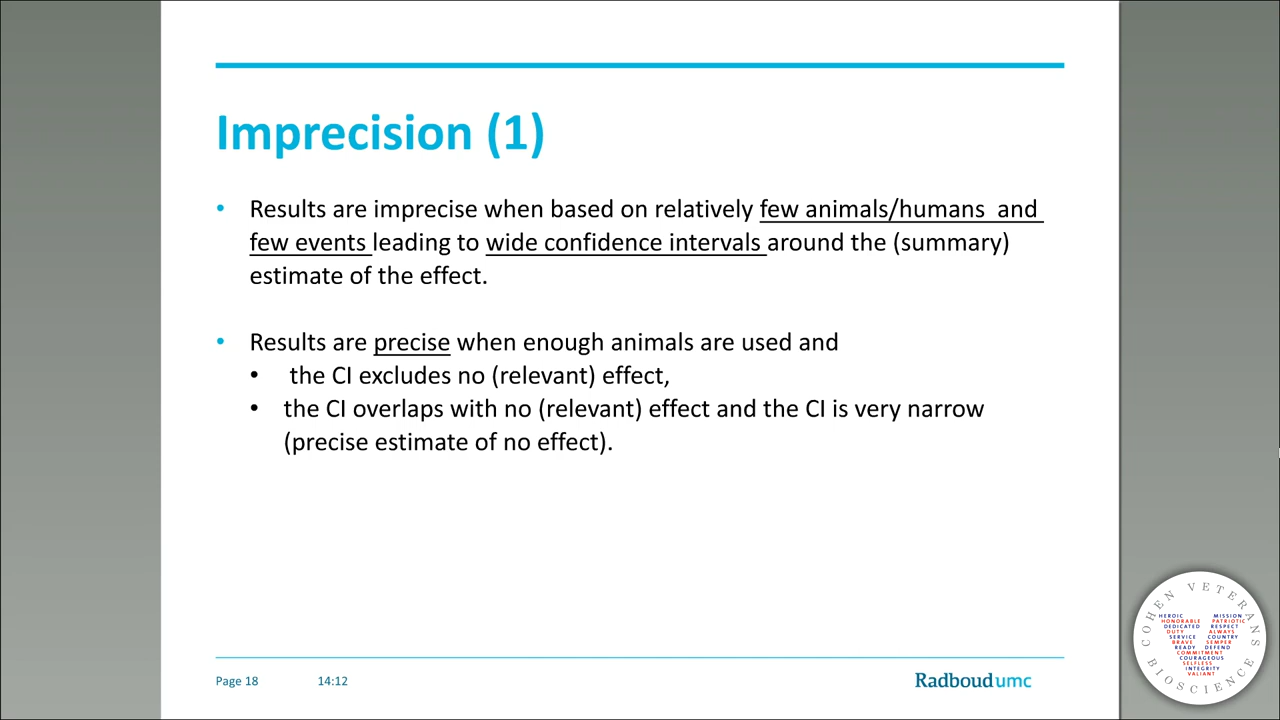 Imprecision (1)
• Results are imprecise when based on relatively few animals/humans and
few events leading to wide confidence intervals around the (summary)
estimate of the effect.
• Results are precise when enough animals are used and
• the CI excludes no (relevant) effect,
• the CI overlaps with no (relevant) effect and the CI is very narrow
(precise estimate of no effect).
Page 18 14:12
Radboudumc
COHEN VETERANS
BIOSCIENCE
HEROIC MISSION
HONORABLE PATRIOTIC
DEDICATED RESPECT
DUTY ALWAYS
SERVICE COUNTRY
BRAVE SEMPER
READY DEFEND
COMMITMENT
COURAGEOUS
SELFLESS
INTEGRITY
VALIANT